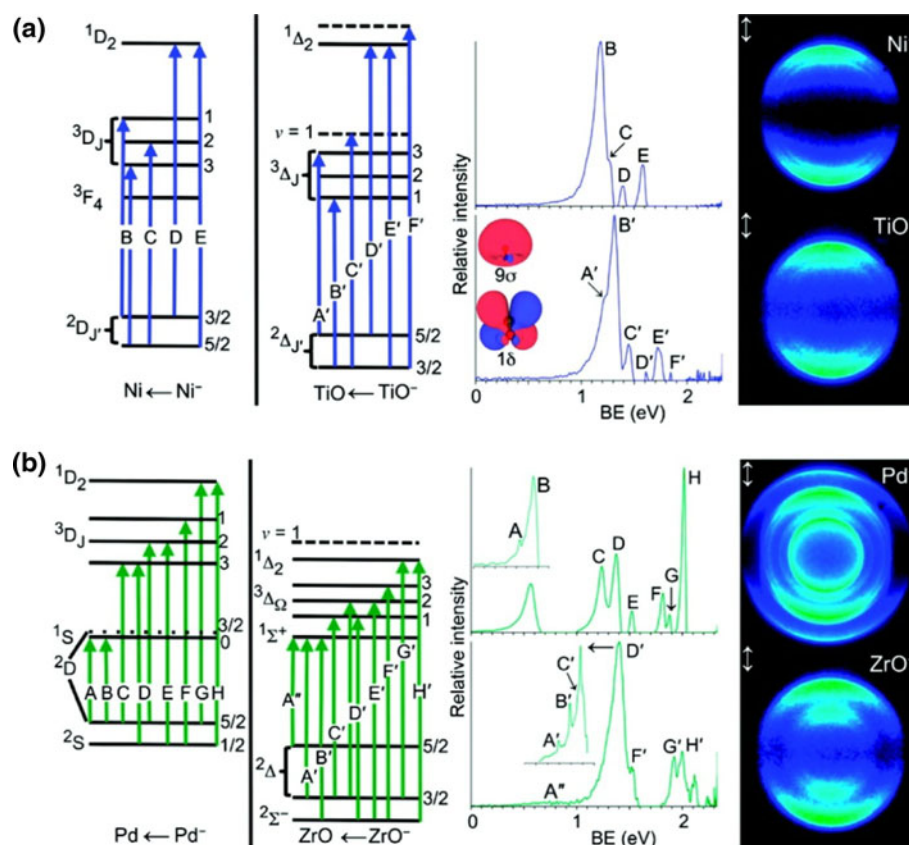 (a)
¹D₂
³D_J
1
2
3
³F₄
B C D E
²D_J′
3/2
5/2
Ni ← Ni⁻
¹Δ₂
v = 1
³Δ_J
3
2
1
A′ B′ C′ D′ E′ F′
²Δ_J′
5/2
3/2
TiO ← TiO⁻
Relative intensity
B
C
D
E
B′
A′
C′
D′
E′
F′
9σ
1δ
0 1 2
BE (eV)
Ni
TiO
(b)
¹D₂
³D_J
1
2
3
3/2
¹S
0
²D
A B C D E F G H
5/2
²S
1/2
Pd ← Pd⁻
v = 1
¹Δ₂
³Δ_Ω
3
2
1
¹Σ⁺
A″ A′ B′ C′ D′ E′ F′ G′ H′
²Δ
5/2
3/2
²Σ⁻
ZrO ← ZrO⁻
Relative intensity
A
B
C
D
E
F
G
H
A′
B′
C′
D′
A″
F′
G′
H′
0 1 2
BE (eV)
Pd
ZrO